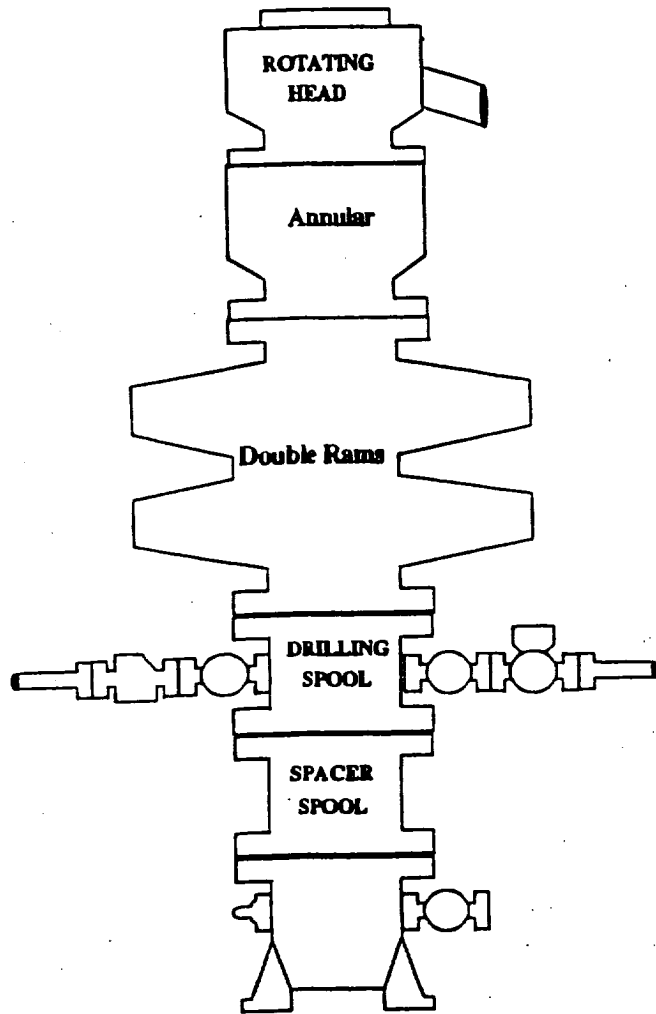 ROTATING
HEAD
Annular
Double Rams
DRILLING
SPOOL
SPACER
SPOOL